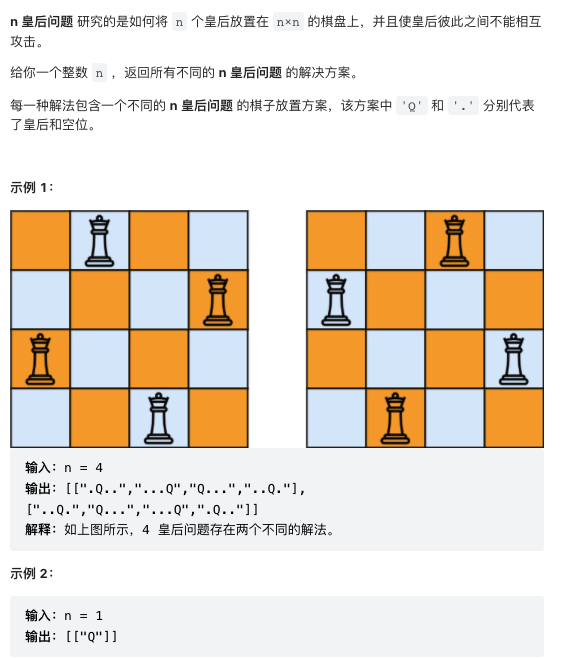 n 皇后问题 研究的是如何将 n 个皇后放置在 n×n 的棋盘上，并且使皇后彼此之间不能相互
攻击。
给你一个整数 n ，返回所有不同的 n 皇后问题 的解决方案。
每一种解法包含一个不同的 n 皇后问题 的棋子放置方案，该方案中 'Q' 和 '.' 分别代表
了皇后和空位。
示例 1：
输入：n = 4
输出：[[".Q..","...Q","Q...","..Q."],
["..Q.","Q...","...Q",".Q.."]]
解释：如上图所示，4 皇后问题存在两个不同的解法。
示例 2：
输入：n = 1
输出：[["Q"]]